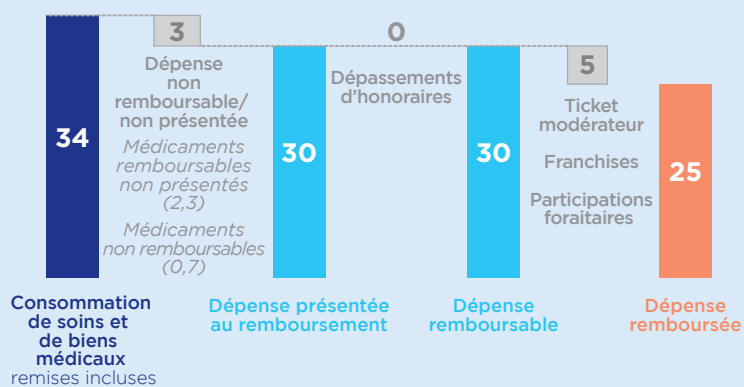 3
0
Dépense
non
remboursable/
non présentée
Médicaments
remboursables
non présentés
(2,3)
Médicaments
non remboursables
(0,7)
Dépassements
d'honoraires
5
Ticket
modérateur
Franchises
Participations
foraitaires
34
30
30
25
Consommation
de soins et
de biens
médicaux
remises incluses
Dépense présentée
au remboursement
Dépense
remboursable
Dépense
remboursée